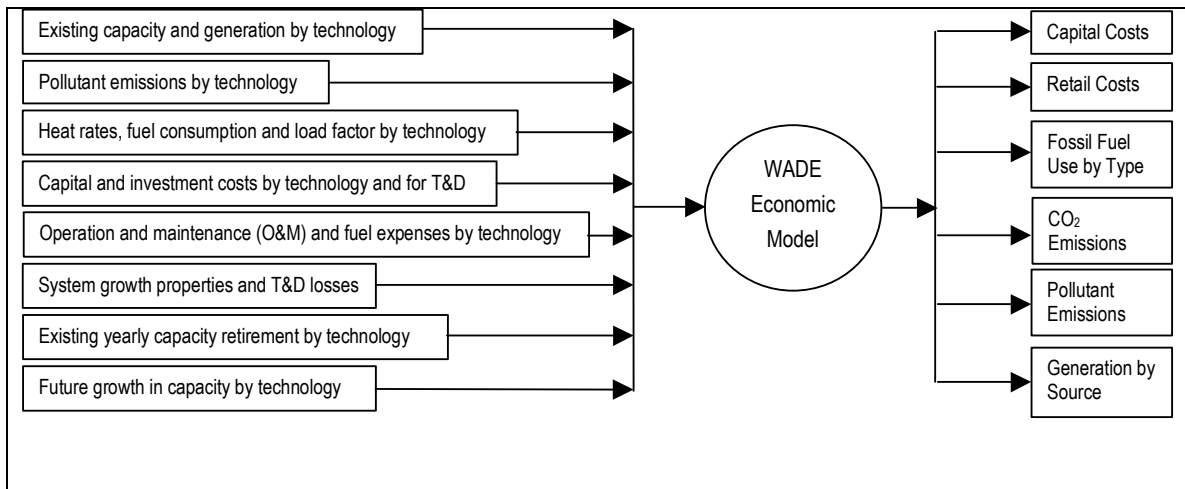 Existing capacity and generation by technology
Pollutant emissions by technology
Heat rates, fuel consumption and load factor by technology
Capital and investment costs by technology and for T&D
Operation and maintenance (O&M) and fuel expenses by technology
System growth properties and T&D losses
Existing yearly capacity retirement by technology
Future growth in capacity by technology
WADE
Economic
Model
Capital Costs
Retail Costs
Fossil Fuel
Use by Type
CO₂
Emissions
Pollutant
Emissions
Generation by
Source